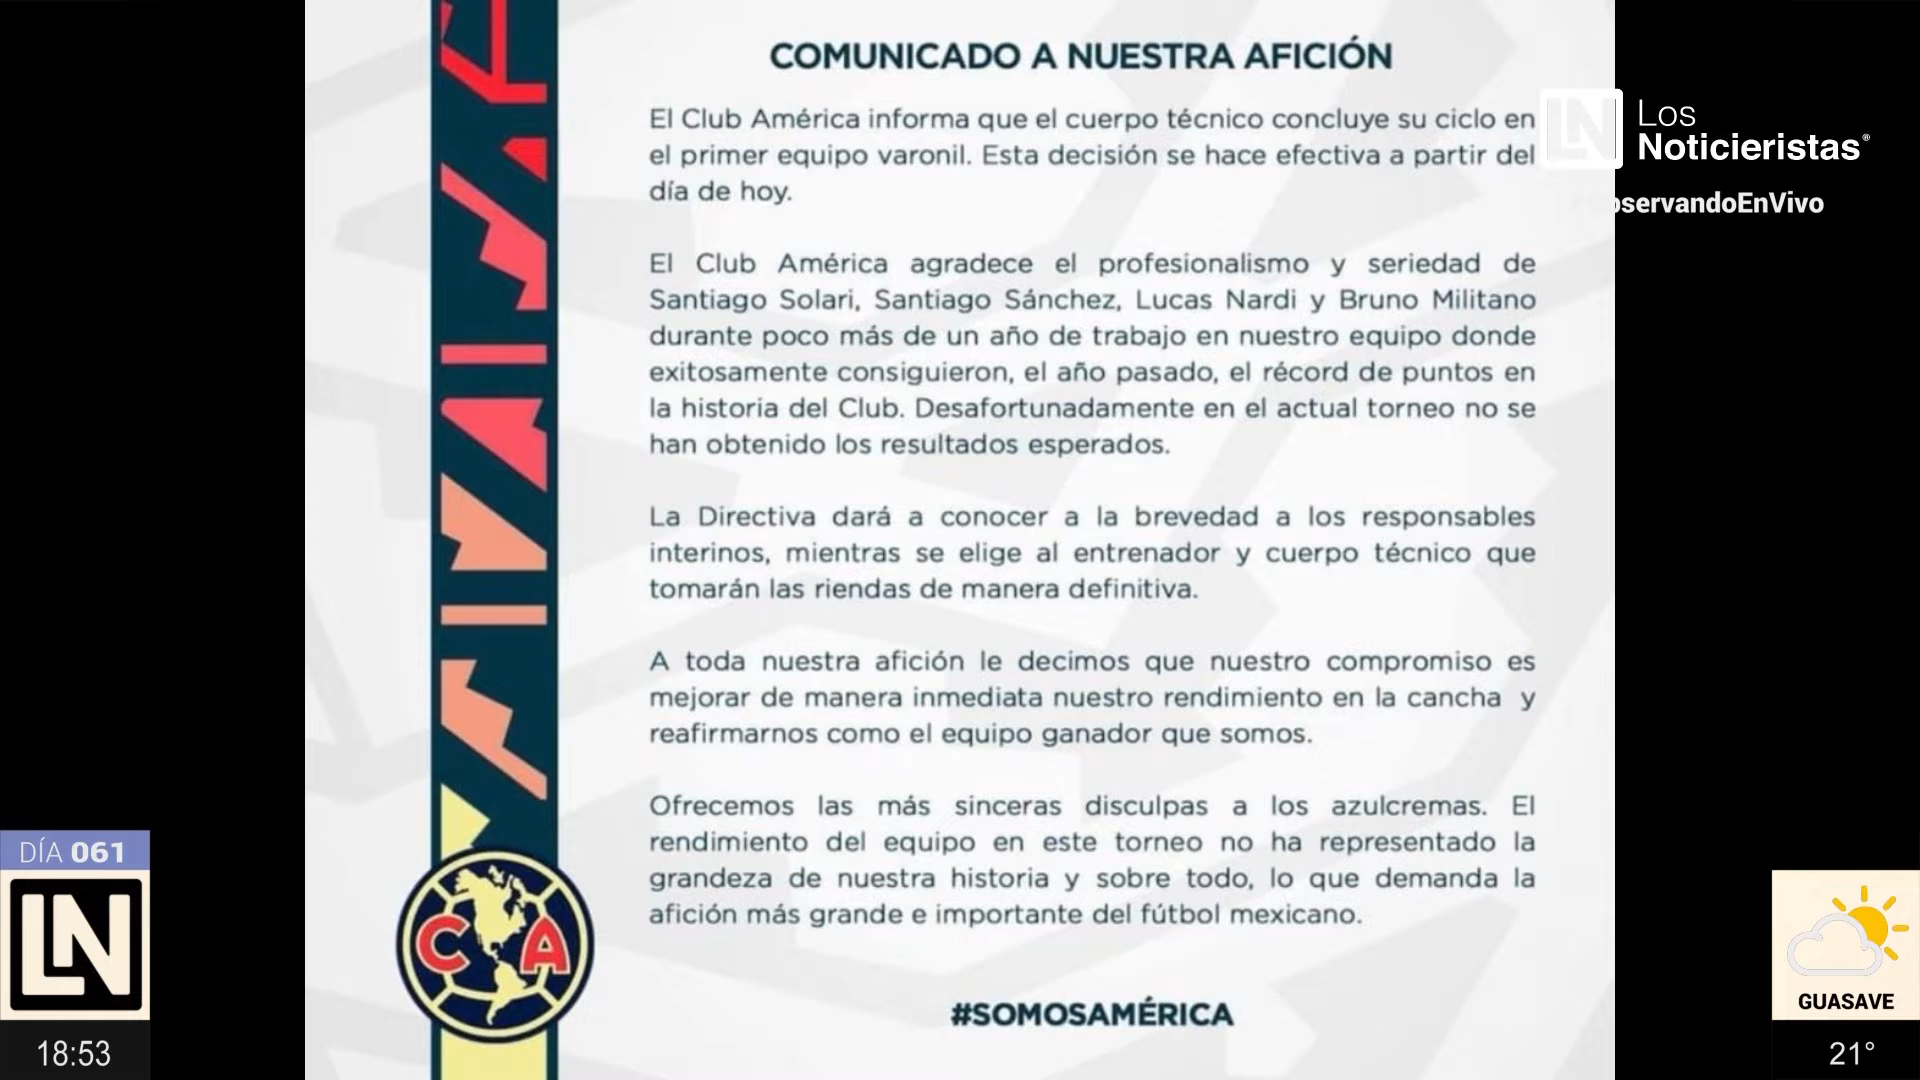 COMUNICADO A NUESTRA AFICIÓN
El Club América informa que el cuerpo técnico concluye su ciclo en
el primer equipo varonil. Esta decisión se hace efectiva a partir del
día de hoy.
El Club América agradece el profesionalismo y seriedad de
Santiago Solari, Santiago Sánchez, Lucas Nardi y Bruno Militano
durante poco más de un año de trabajo en nuestro equipo donde
exitosamente consiguieron, el año pasado, el récord de puntos en
la historia del Club. Desafortunadamente en el actual torneo no se
han obtenido los resultados esperados.
La Directiva dará a conocer a la brevedad a los responsables
interinos, mientras se elige al entrenador y cuerpo técnico que
tomarán las riendas de manera definitiva.
A toda nuestra afición le decimos que nuestro compromiso es
mejorar de manera inmediata nuestro rendimiento en la cancha y
reafirmarnos como el equipo ganador que somos.
Ofrecemos las más sinceras disculpas a los azulcremas. El
rendimiento del equipo en este torneo no ha representado la
grandeza de nuestra historia y sobre todo, lo que demanda la
afición más grande e importante del fútbol mexicano.
#SOMOSAMÉRICA
CA
LN
Los
Noticieristas®
servandoEnVivo
DÍA 061
LN
18:53
GUASAVE
21°